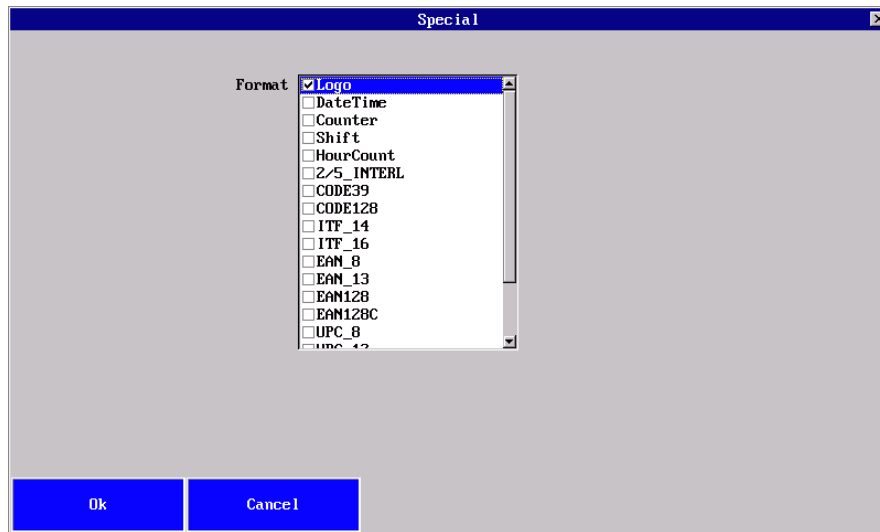 Special
Format
Logo
DateTime
Counter
Shift
HourCount
2/5_INTERL
CODE39
CODE128
ITF_14
ITF_16
EAN_8
EAN_13
EAN128
EAN128C
UPC_8
Ok
Cancel